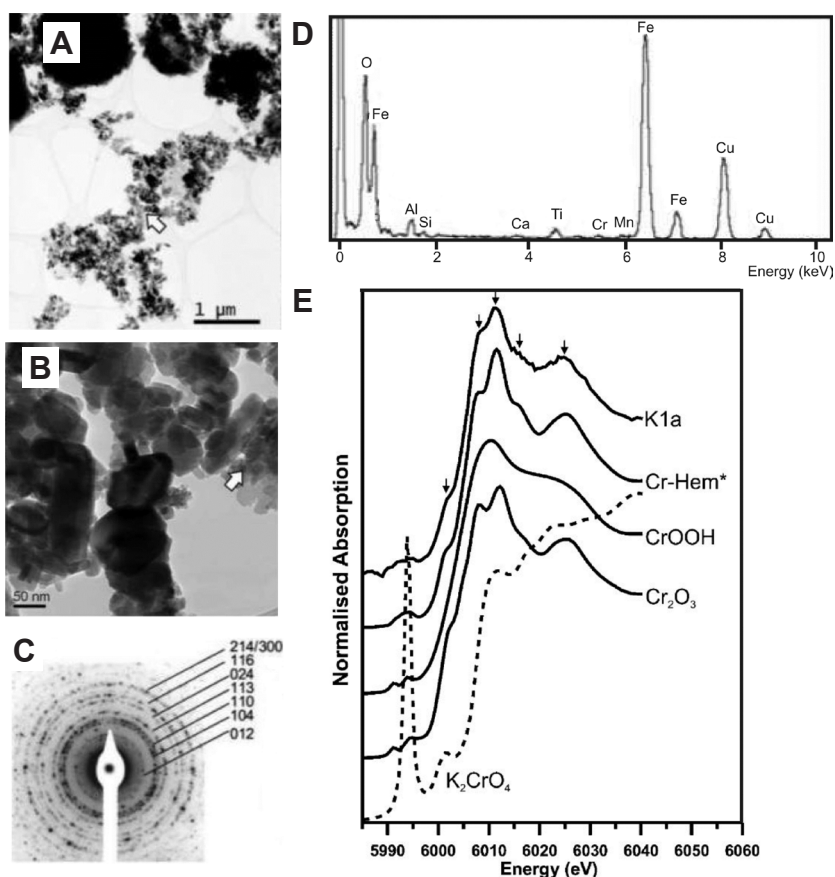 A
1 µm
B
50 nm
C
214/300
116
024
113
110
104
012
D
O
Fe
Al
Si
Ca
Ti
Cr
Mn
Fe
Fe
Cu
Cu
0 2 4 6 8 10
Energy (keV)
E
K1a
Cr-Hem*
CrOOH
Cr₂O₃
K₂CrO₄
Normalised Absorption
5990 6000 6010 6020 6030 6040 6050 6060
Energy (eV)